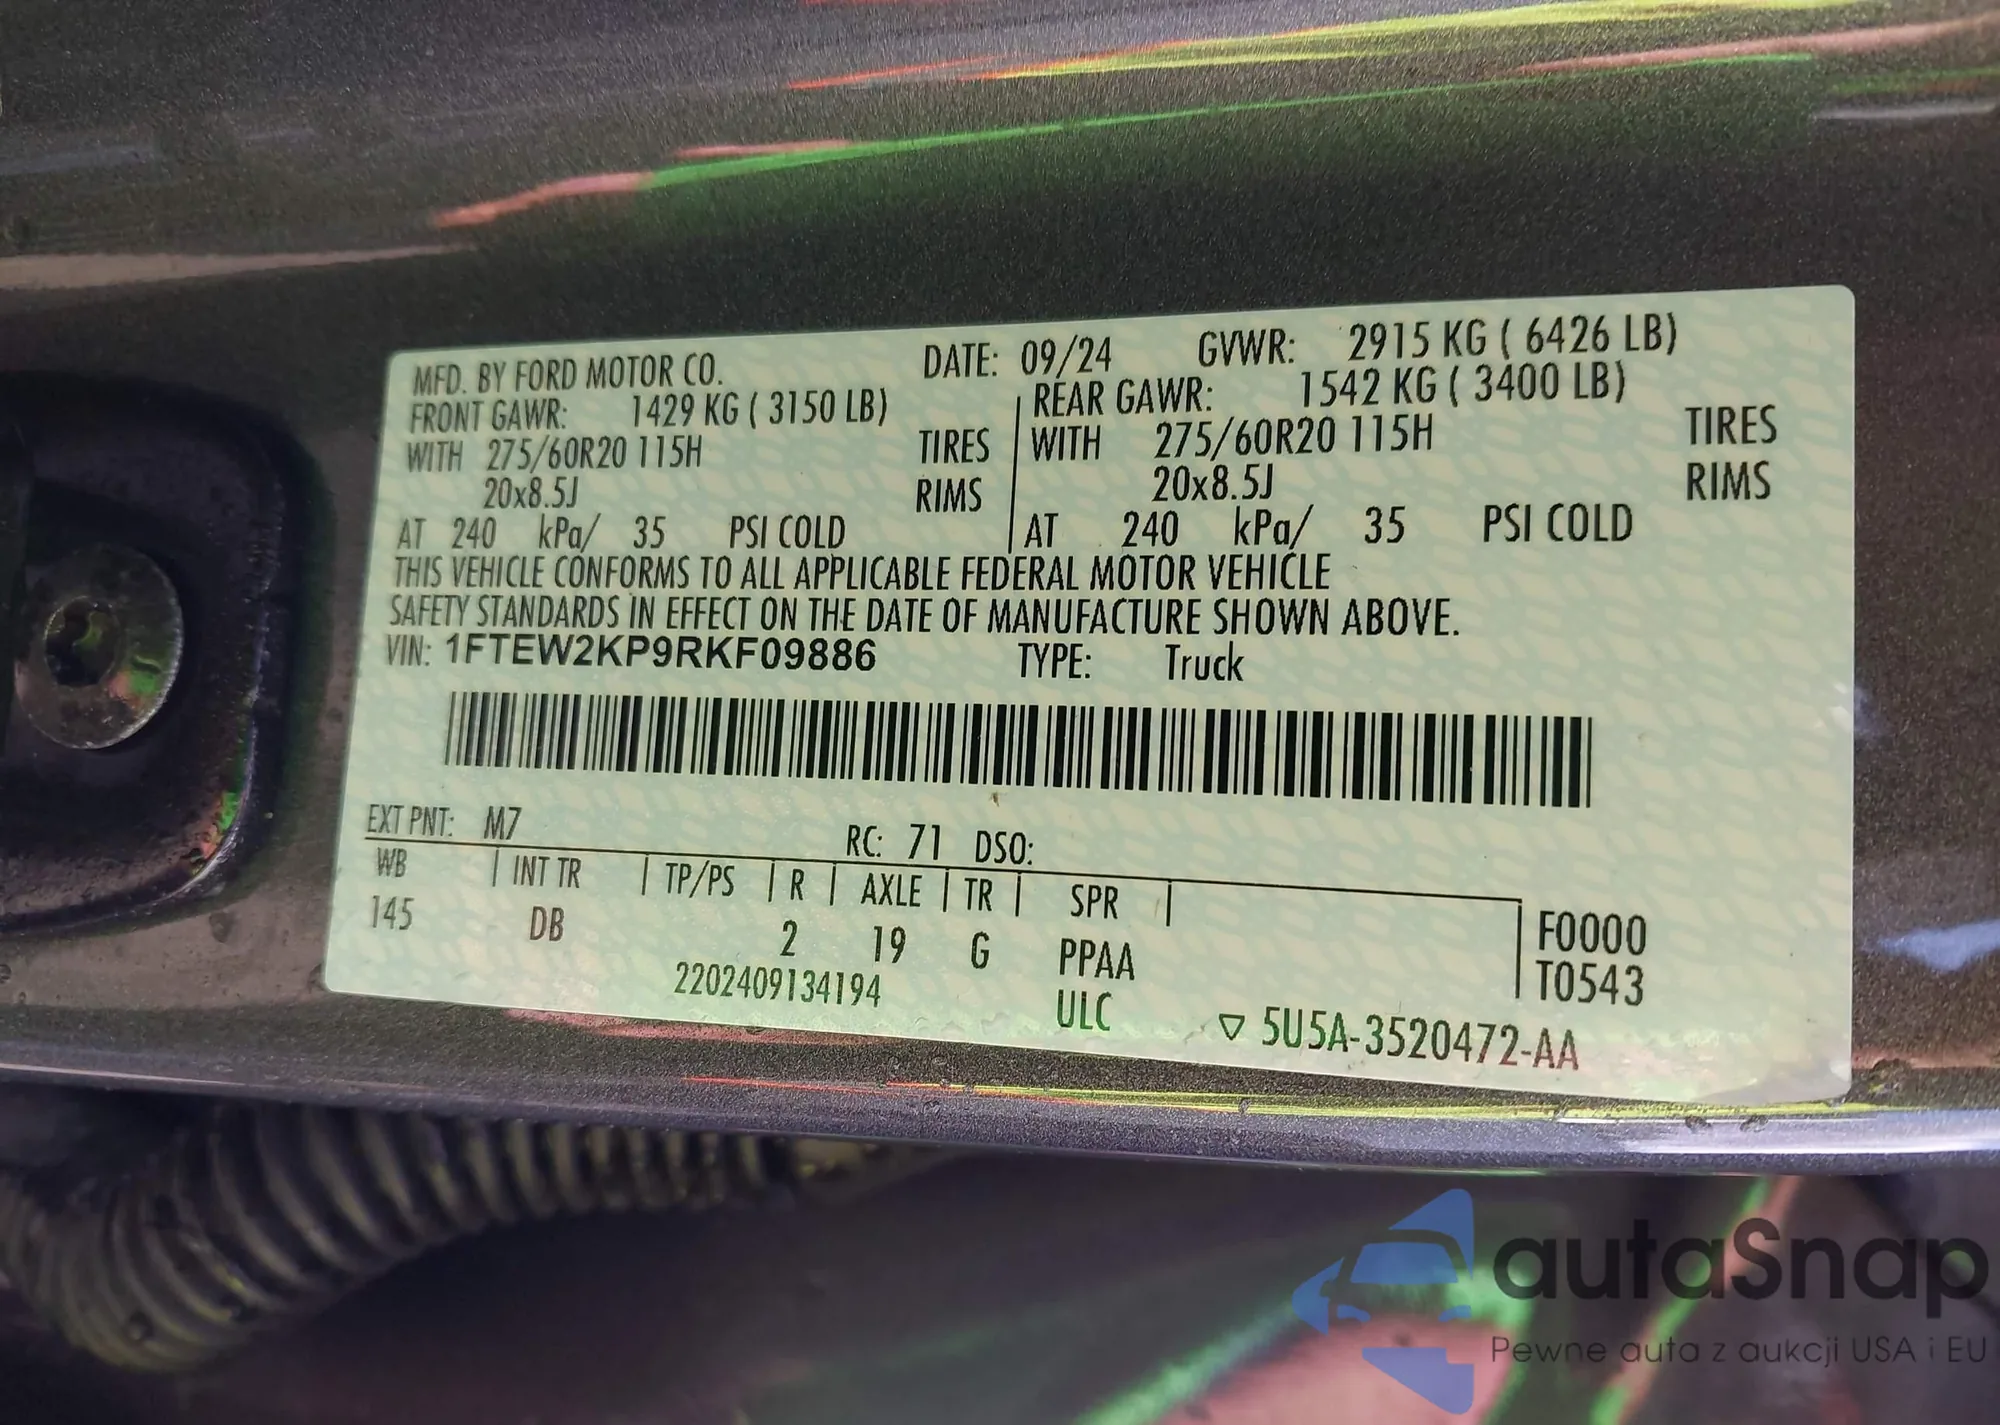 MFD. BY FORD MOTOR CO. DATE: 09/24 GVWR: 2915 KG ( 6426 LB)
FRONT GAWR: 1429 KG ( 3150 LB) REAR GAWR: 1542 KG ( 3400 LB)
WITH 275/60R20 115H TIRES WITH 275/60R20 115H TIRES
20x8.5J RIMS 20x8.5J RIMS
AT 240 kPa/ 35 PSI COLD AT 240 kPa/ 35 PSI COLD
THIS VEHICLE CONFORMS TO ALL APPLICABLE FEDERAL MOTOR VEHICLE
SAFETY STANDARDS IN EFFECT ON THE DATE OF MANUFACTURE SHOWN ABOVE.
VIN: 1FTEW2KP9RKF09886 TYPE: Truck
EXT PNT: M7 RC: 71 DSO:
WB INT TR TP/PS R AXLE TR SPR
145 DB 2 19 G PPAA F0000
2202409134194 ULC T0543
▽ 5U5A-3520472-AA
autaSnap
Pewne auta z aukcji USA i EU